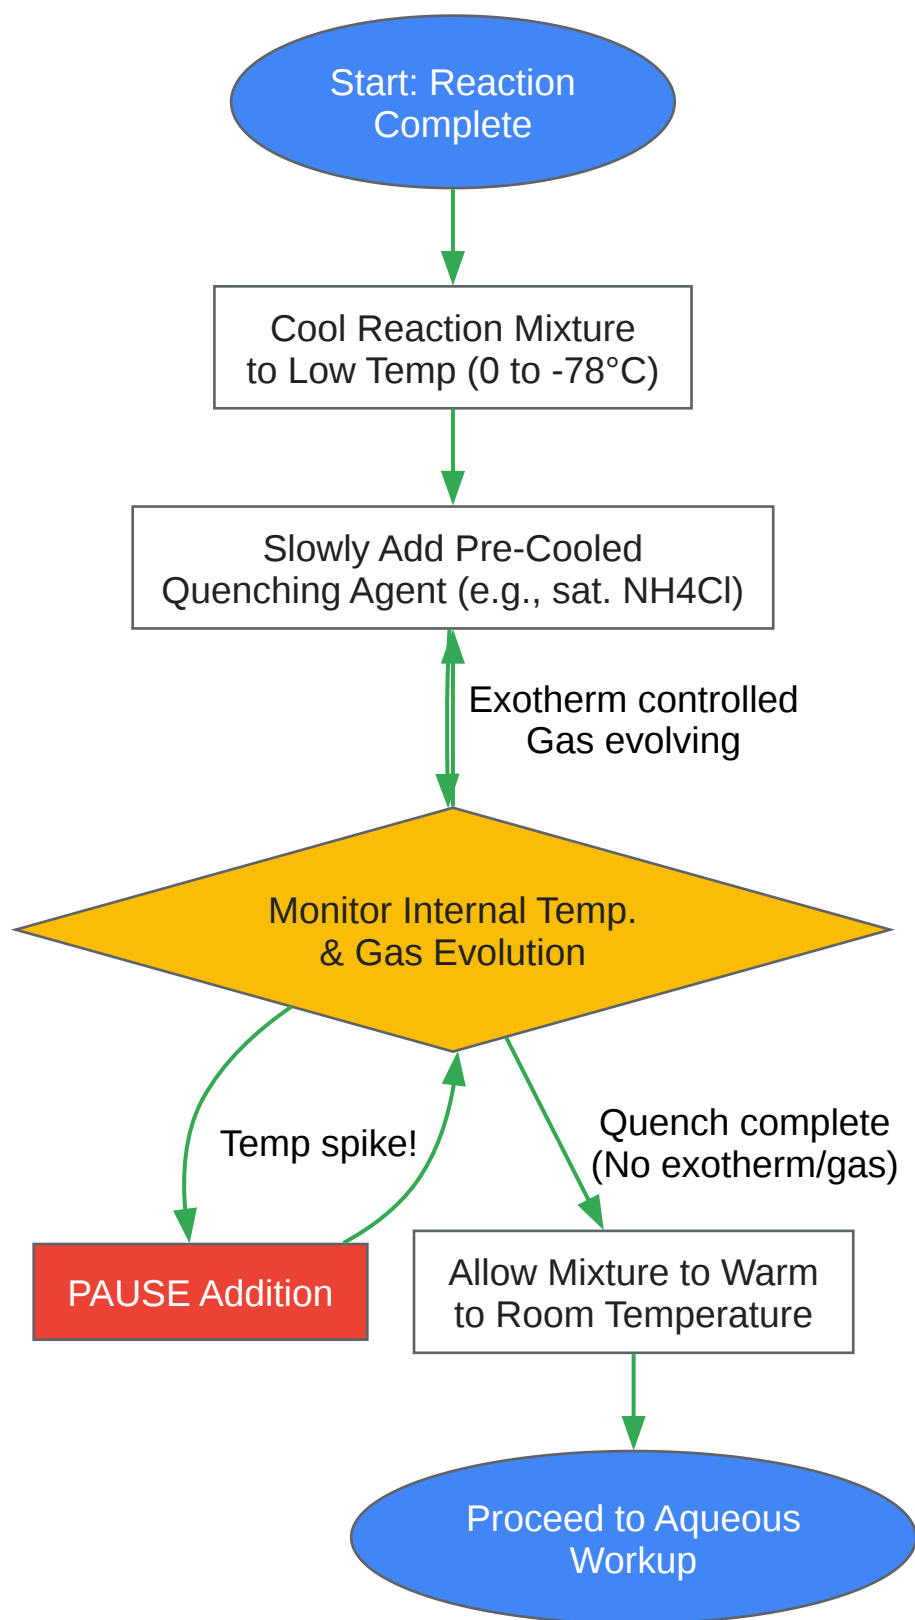 Start: Reaction
Complete
Cool Reaction Mixture
to Low Temp (0 to -78°C)
Slowly Add Pre-Cooled
Quenching Agent (e.g., sat. NH4Cl)
Exotherm controlled
Gas evolving
Monitor Internal Temp.
& Gas Evolution
Temp spike!
Quench complete
(No exotherm/gas)
PAUSE Addition
Allow Mixture to Warm
to Room Temperature
Proceed to Aqueous
Workup